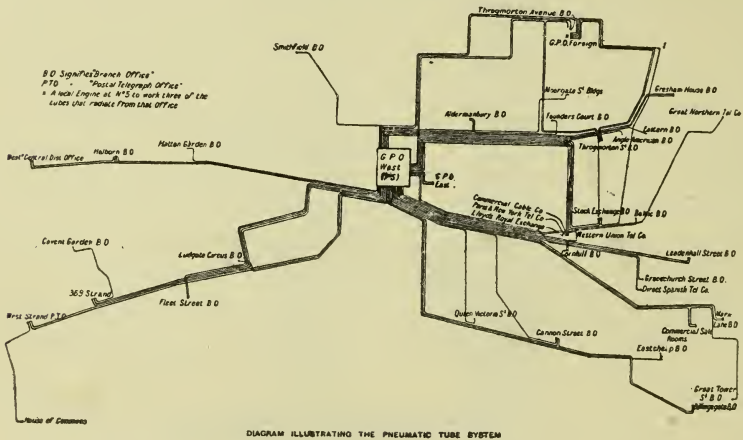 Throgmorton Avenue B.O.
G.P.O. Foreign
Smithfield B O
B O Signifies "Branch Office"
P T O " "Postal Telegraph Office"
A local Engine at Nº5 to work three of the
tubes that radiate from that Office
Moorgate St Bldgs
Gresham House B O
Great Northern Tel Co
Aldermanbury B O
Founders Court B O
Eastern B O
Anglo American B O
Throgmorton St B O
Holborn B O
Hatton Garden B O
West Central Dist Office
G P O
West
G. P. O.
East
Commercial Cable Co
Paris & New York Tel Co
Lloyds Royal Exchange
Stock Exchange B O
Baltic B O
Western Union Tel Co.
Cornhill B O
Covent Garden B O
Ludgate Circus B O
Leadenhall Street B O
Gracechurch Street B O.
Direct Spanish Tel Co.
369 Strand
Fleet Street B O
West Strand P T O
Queen Victoria St B O
Cannon Street B O
Mark
Lane B O
Commercial Sale
Rooms
Eastcheap B O
Great Tower
St B O
Billingsgate B O
House of Commons
DIAGRAM ILLUSTRATING THE PNEUMATIC TUBE SYSTEM